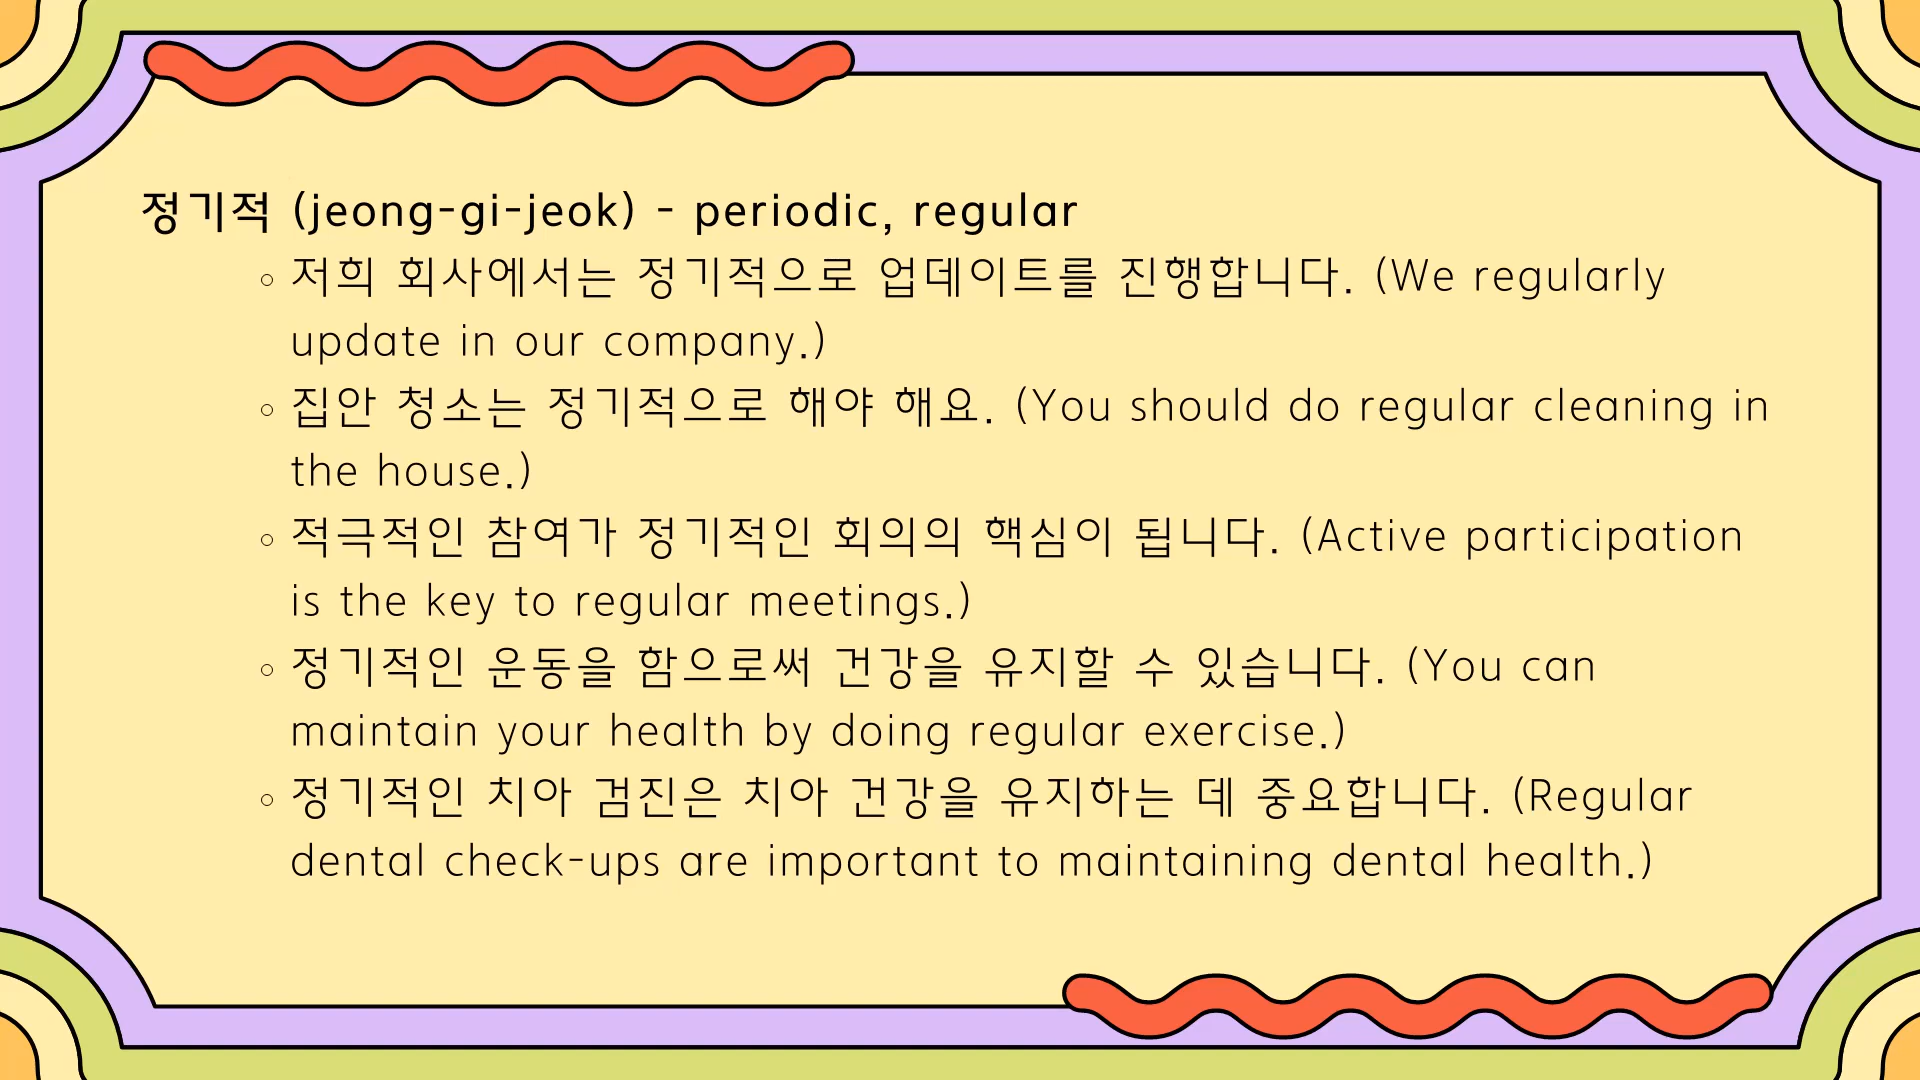 정기적 (jeong-gi-jeok) - periodic, regular
저희 회사에서는 정기적으로 업데이트를 진행합니다. (We regularly
update in our company.)
집안 청소는 정기적으로 해야 해요. (You should do regular cleaning in
the house.)
적극적인 참여가 정기적인 회의의 핵심이 됩니다. (Active participation
is the key to regular meetings.)
정기적인 운동을 함으로써 건강을 유지할 수 있습니다. (You can
maintain your health by doing regular exercise.)
정기적인 치아 검진은 치아 건강을 유지하는 데 중요합니다. (Regular
dental check-ups are important to maintaining dental health.)